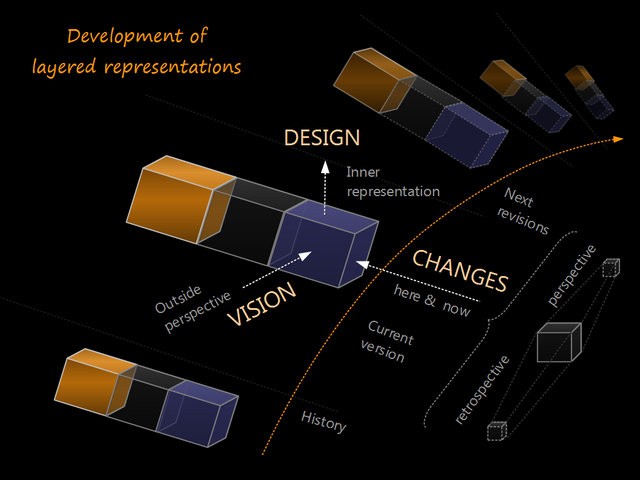 Development of
layered representations
DESIGN
Inner
representation
Next
revisions
CHANGES
here & now
Outside
perspective
VISION
Current
version
perspective
retrospective
History